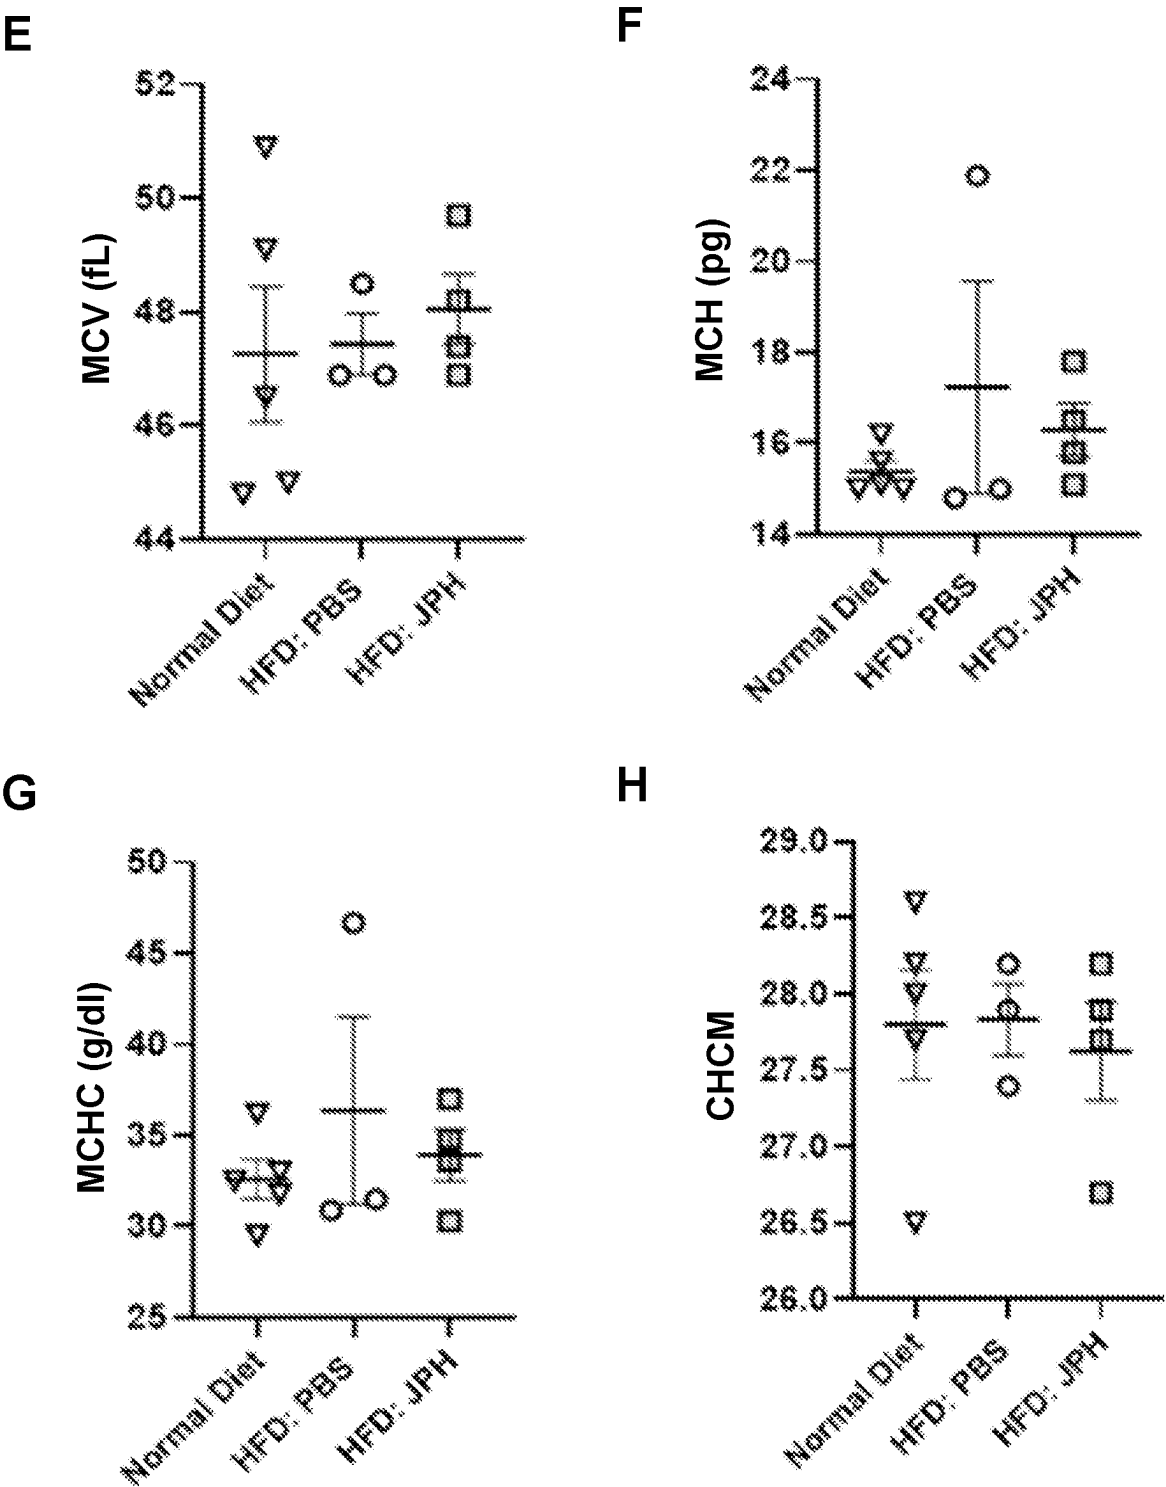 E
52
50
48
46
44
MCV (fL)
Normal Diet
HFD: PBS
HFD: JPH
F
24
22
20
18
16
14
MCH (pg)
Normal Diet
HFD: PBS
HFD: JPH
G
50
45
40
35
30
25
MCHC (g/dl)
Normal Diet
HFD: PBS
HFD: JPH
H
29.0
28.5
28.0
27.5
27.0
26.5
26.0
CHCM
Normal Diet
HFD: PBS
HFD: JPH